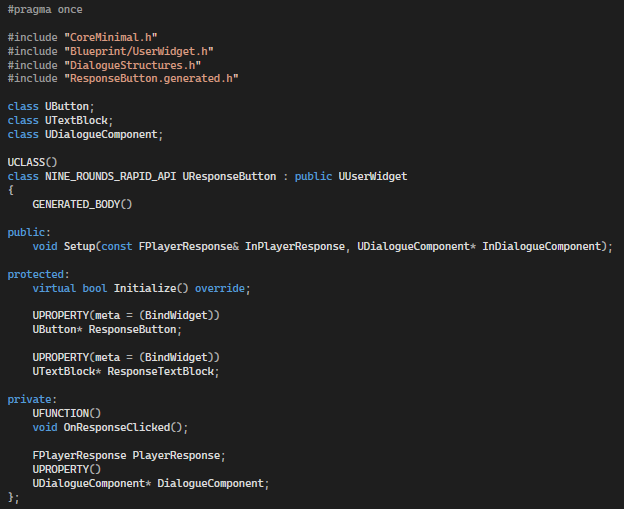 #pragma once
#include "CoreMinimal.h"
#include "Blueprint/UserWidget.h"
#include "DialogueStructures.h"
#include "ResponseButton.generated.h"
class UButton;
class UTextBlock;
class UDialogueComponent;
UCLASS()
class NINE_ROUNDS_RAPID_API UResponseButton : public UUserWidget
{
GENERATED_BODY()
public:
void Setup(const FPlayerResponse& InPlayerResponse, UDialogueComponent* InDialogueComponent);
protected:
virtual bool Initialize() override;
UPROPERTY(meta = (BindWidget))
UButton* ResponseButton;
UPROPERTY(meta = (BindWidget))
UTextBlock* ResponseTextBlock;
private:
UFUNCTION()
void OnResponseClicked();
FPlayerResponse PlayerResponse;
UPROPERTY()
UDialogueComponent* DialogueComponent;
};